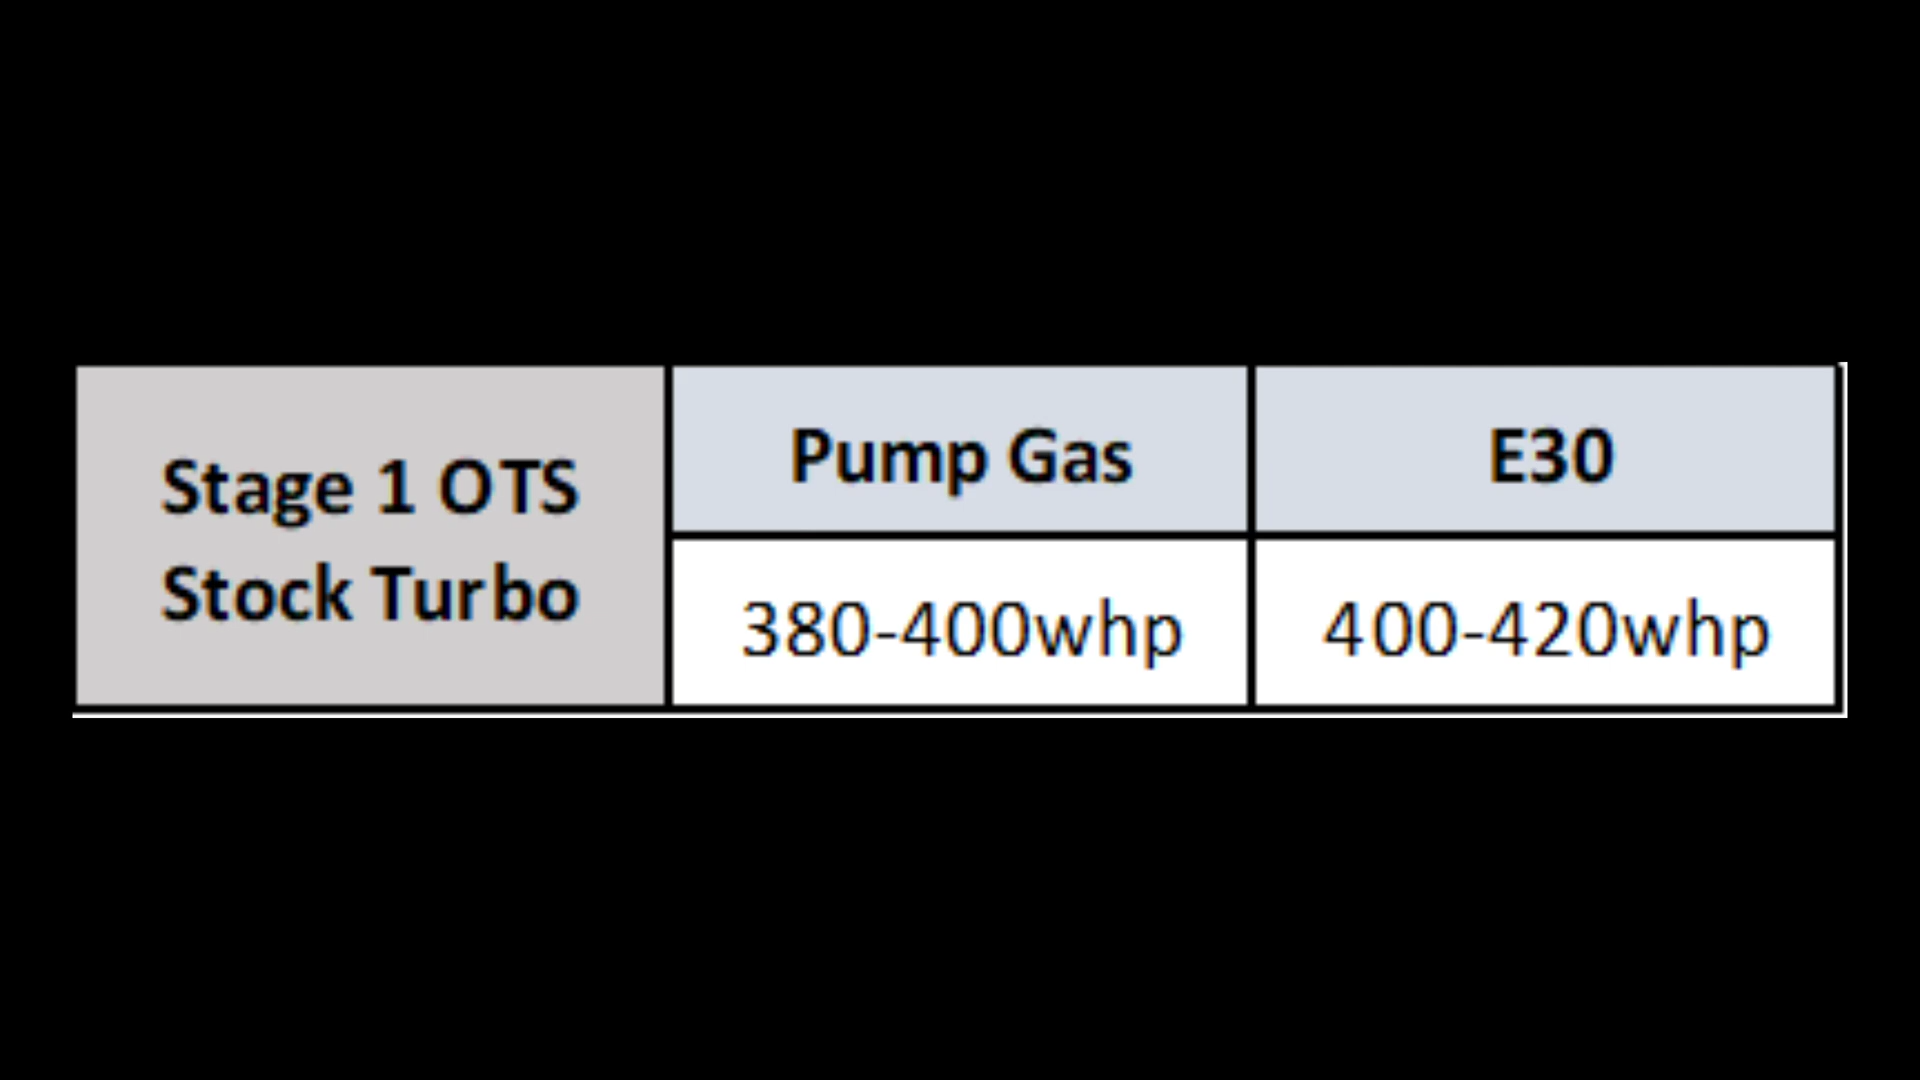 Stage 1 OTS
Stock Turbo
Pump Gas
E30
380-400whp
400-420whp